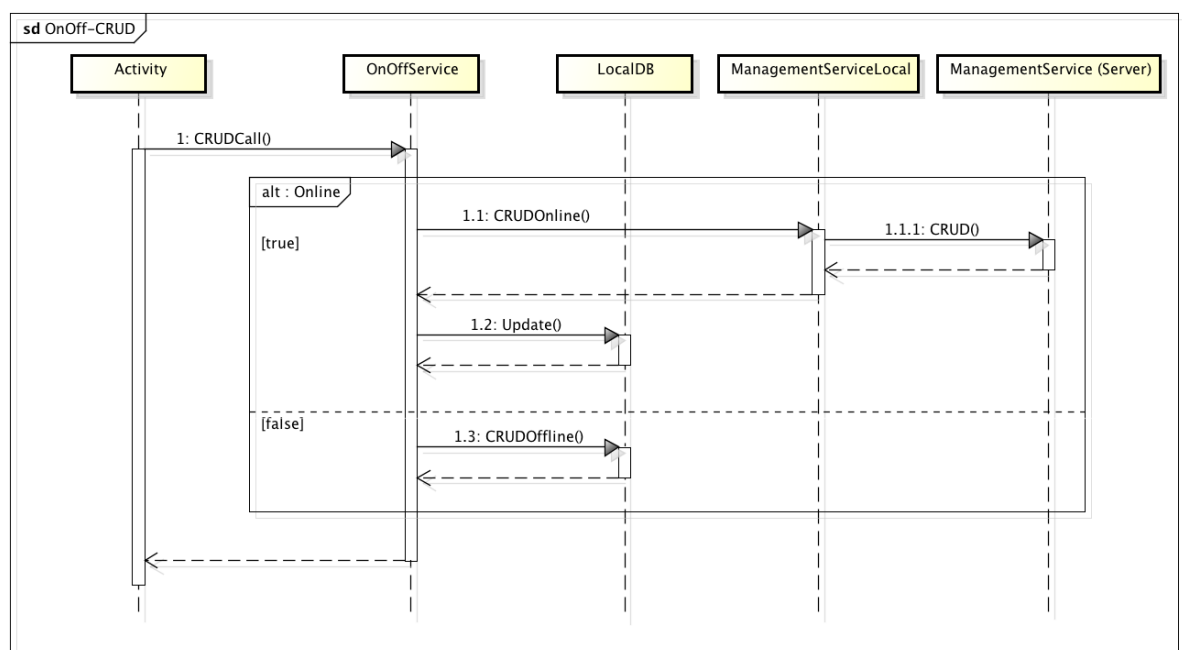 sd OnOff-CRUD
Activity
OnOffService
LocalDB
ManagementServiceLocal
ManagementService (Server)
1: CRUDCall()
alt : Online
1.1: CRUDOnline()
1.1.1: CRUD()
[true]
1.2: Update()
[false]
1.3: CRUDOffline()